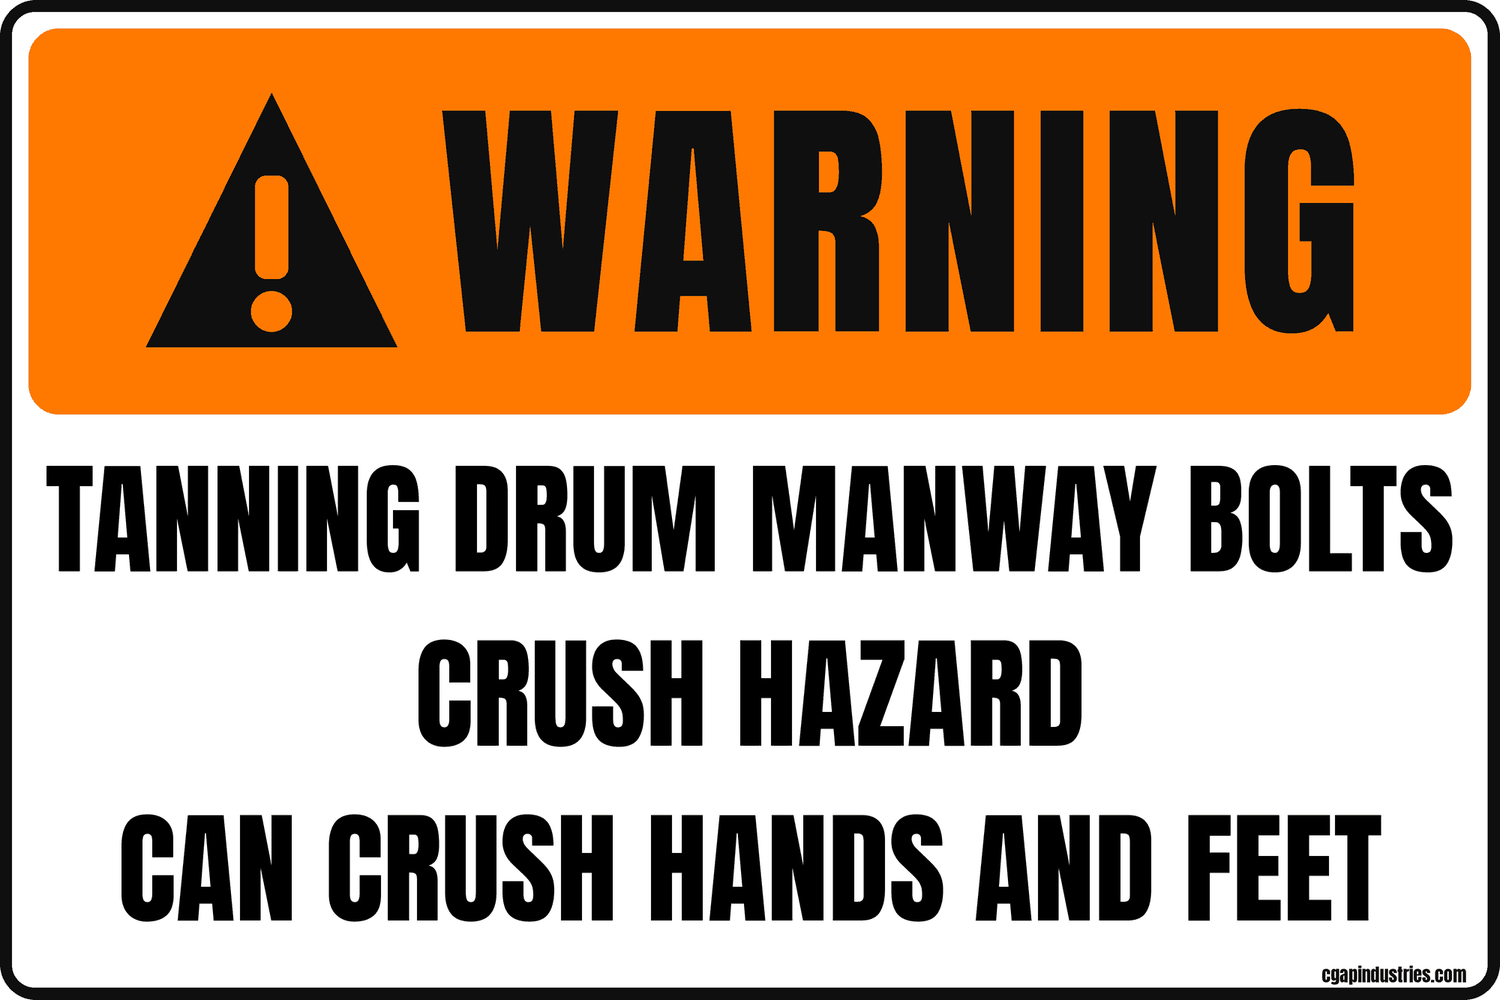 WARNING
TANNING DRUM MANWAY BOLTS
CRUSH HAZARD
CAN CRUSH HANDS AND FEET
cgapindustries.com